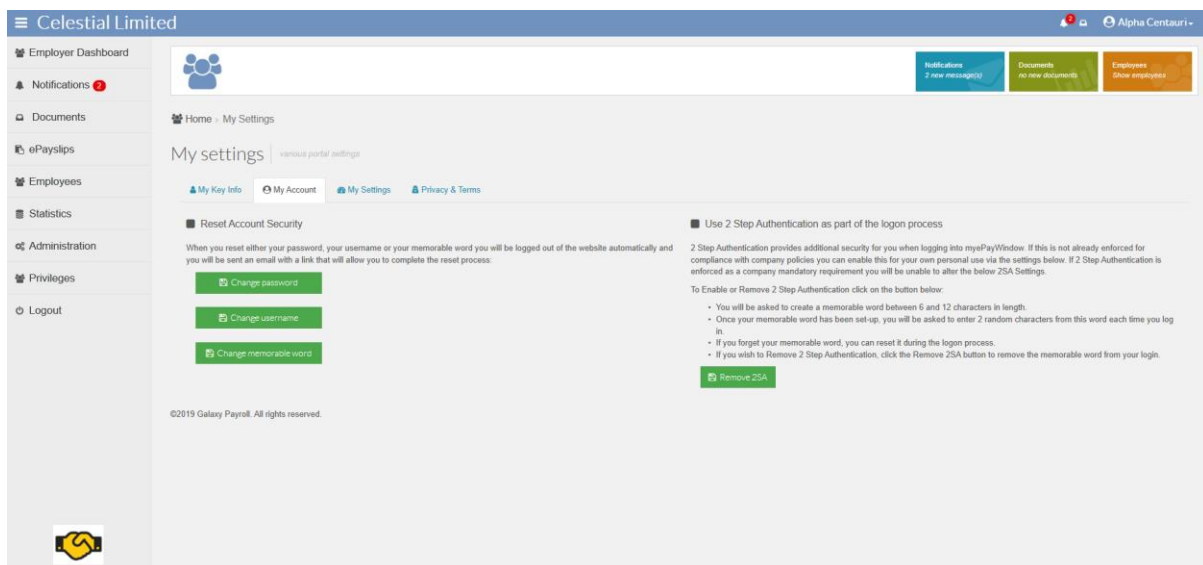 Celestial Limited
2
Alpha Centauri
Employer Dashboard
Notifications 2
Documents
ePayslips
Employees
Statistics
Administration
Privileges
Logout
Notifications
2 new message(s)
Documents
no new documents
Employees
Show employees
Home › My Settings
My settings
various portal settings
My Key Info
My Account
My Settings
Privacy & Terms
Reset Account Security
When you reset either your password, your username or your memorable word you will be logged out of the website automatically and
you will be sent an email with a link that will allow you to complete the reset process:
Change password
Change username
Change memorable word
Use 2 Step Authentication as part of the logon process
2 Step Authentication provides additional security for you when logging into myePayWindow. If this is not already enforced for
compliance with company policies you can enable this for your own personal use via the settings below. If 2 Step Authentication is
enforced as a company mandatory requirement you will be unable to alter the below 2SA Settings.
To Enable or Remove 2 Step Authentication click on the button below:
• You will be asked to create a memorable word between 6 and 12 characters in length.
• Once your memorable word has been set-up, you will be asked to enter 2 random characters from this word each time you log
in.
• If you forget your memorable word, you can reset it during the logon process.
• If you wish to Remove 2 Step Authentication, click the Remove 2SA button to remove the memorable word from your login.
Remove 2SA
©2019 Galaxy Payroll. All rights reserved.